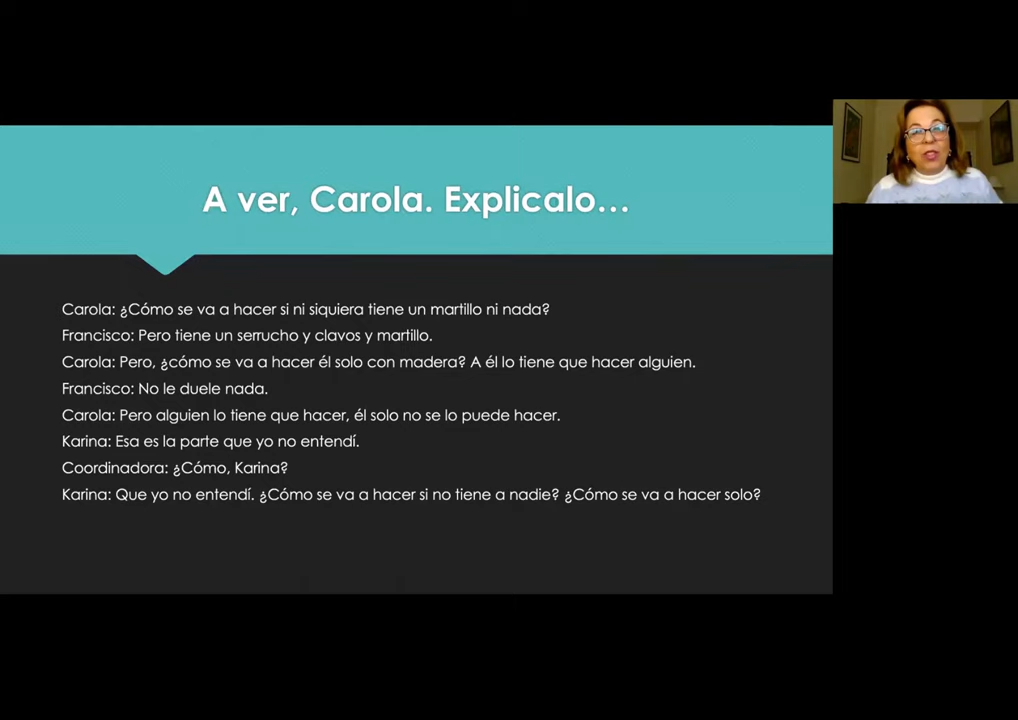 A ver, Carola. Explicalo…
Carola: ¿Cómo se va a hacer si ni siquiera tiene un martillo ni nada?
Francisco: Pero tiene un serrucho y clavos y martillo.
Carola: Pero, ¿cómo se va a hacer él solo con madera? A él lo tiene que hacer alguien.
Francisco: No le duele nada.
Carola: Pero alguien lo tiene que hacer, él solo no se lo puede hacer.
Karina: Esa es la parte que yo no entendí.
Coordinadora: ¿Cómo, Karina?
Karina: Que yo no entendí. ¿Cómo se va a hacer si no tiene a nadie? ¿Cómo se va a hacer solo?